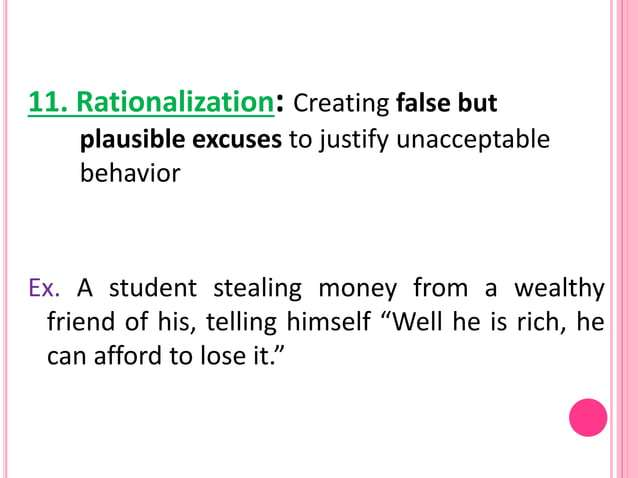 11. Rationalization: Creating false but
plausible excuses to justify unacceptable
behavior
Ex. A student stealing money from a wealthy
friend of his, telling himself “Well he is rich, he
can afford to lose it.”